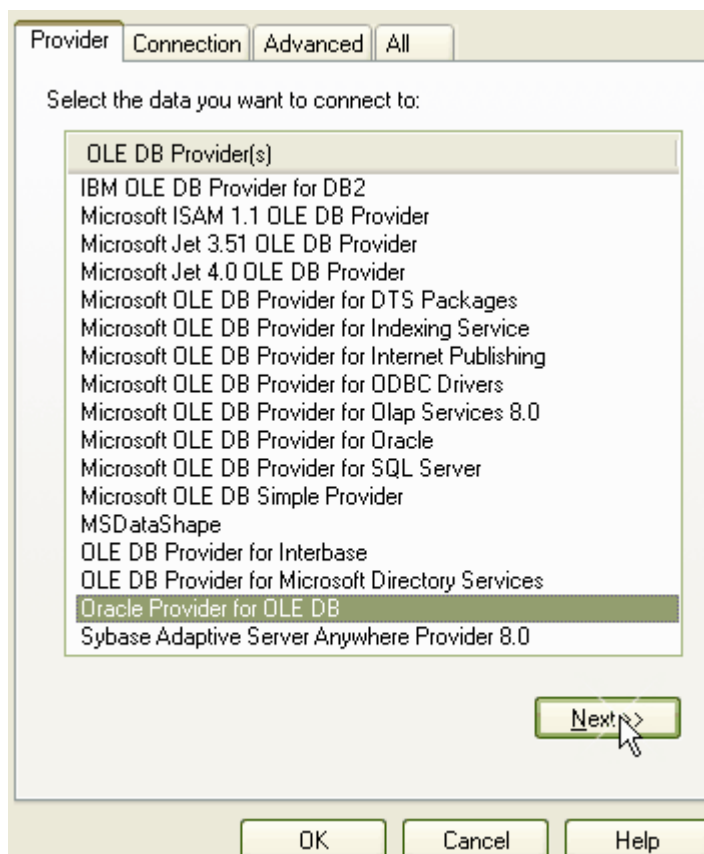 Provider Connection Advanced All
Select the data you want to connect to:
OLE DB Provider(s)
IBM OLE DB Provider for DB2
Microsoft ISAM 1.1 OLE DB Provider
Microsoft Jet 3.51 OLE DB Provider
Microsoft Jet 4.0 OLE DB Provider
Microsoft OLE DB Provider for DTS Packages
Microsoft OLE DB Provider for Indexing Service
Microsoft OLE DB Provider for Internet Publishing
Microsoft OLE DB Provider for ODBC Drivers
Microsoft OLE DB Provider for Olap Services 8.0
Microsoft OLE DB Provider for Oracle
Microsoft OLE DB Provider for SQL Server
Microsoft OLE DB Simple Provider
MSDataShape
OLE DB Provider for Interbase
OLE DB Provider for Microsoft Directory Services
Oracle Provider for OLE DB
Sybase Adaptive Server Anywhere Provider 8.0
Next >>
OK Cancel Help